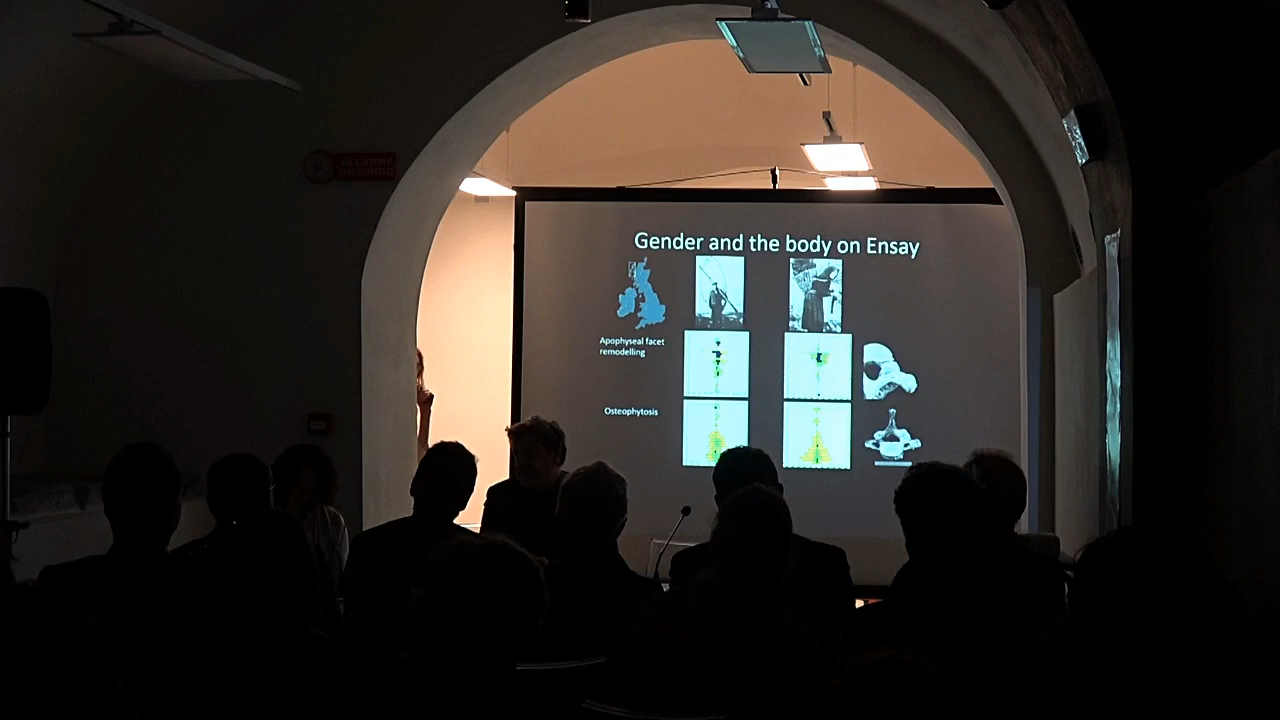 Gender and the body on Ensay
Apophyseal facet
remodelling
Osteophytosis